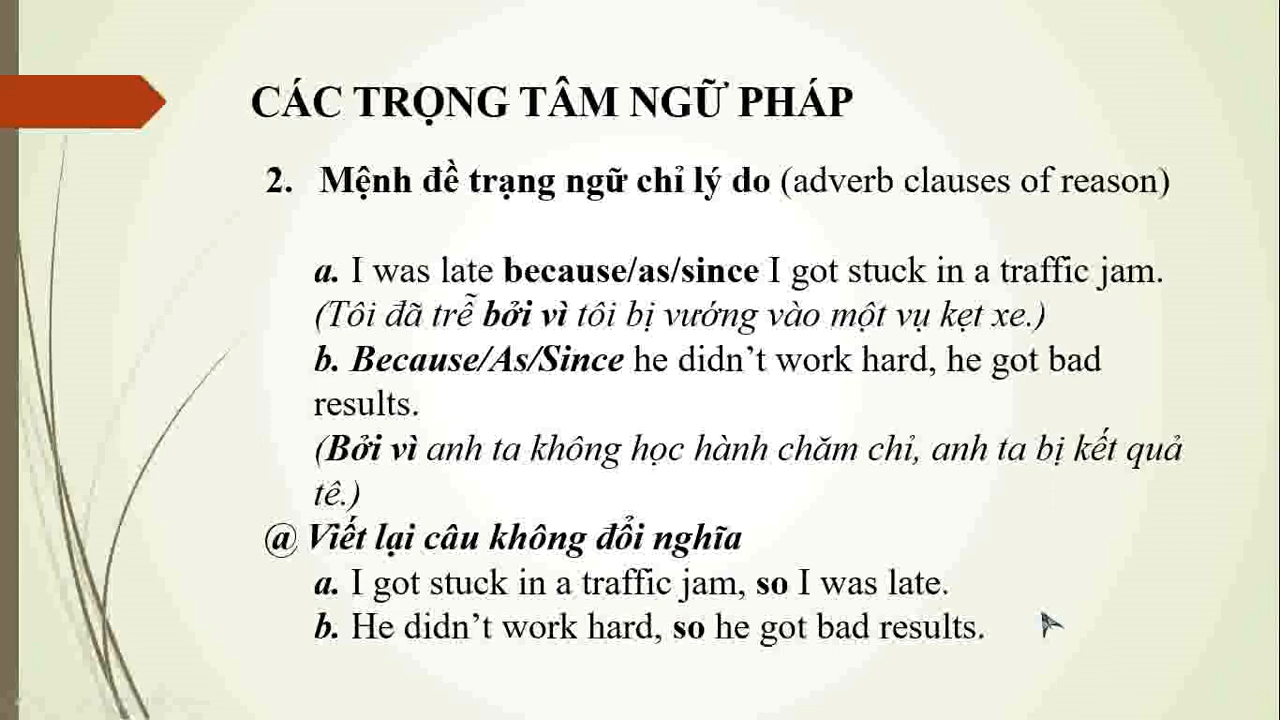 CÁC TRỌNG TÂM NGỮ PHÁP
2. Mệnh đề trạng ngữ chỉ lý do (adverb clauses of reason)
a. I was late because/as/since I got stuck in a traffic jam.
(Tôi đã trễ bởi vì tôi bị vướng vào một vụ kẹt xe.)
b. Because/As/Since he didn’t work hard, he got bad
results.
(Bởi vì anh ta không học hành chăm chỉ, anh ta bị kết quả
tê.)
@ Viết lại câu không đổi nghĩa
a. I got stuck in a traffic jam, so I was late.
b. He didn’t work hard, so he got bad results.